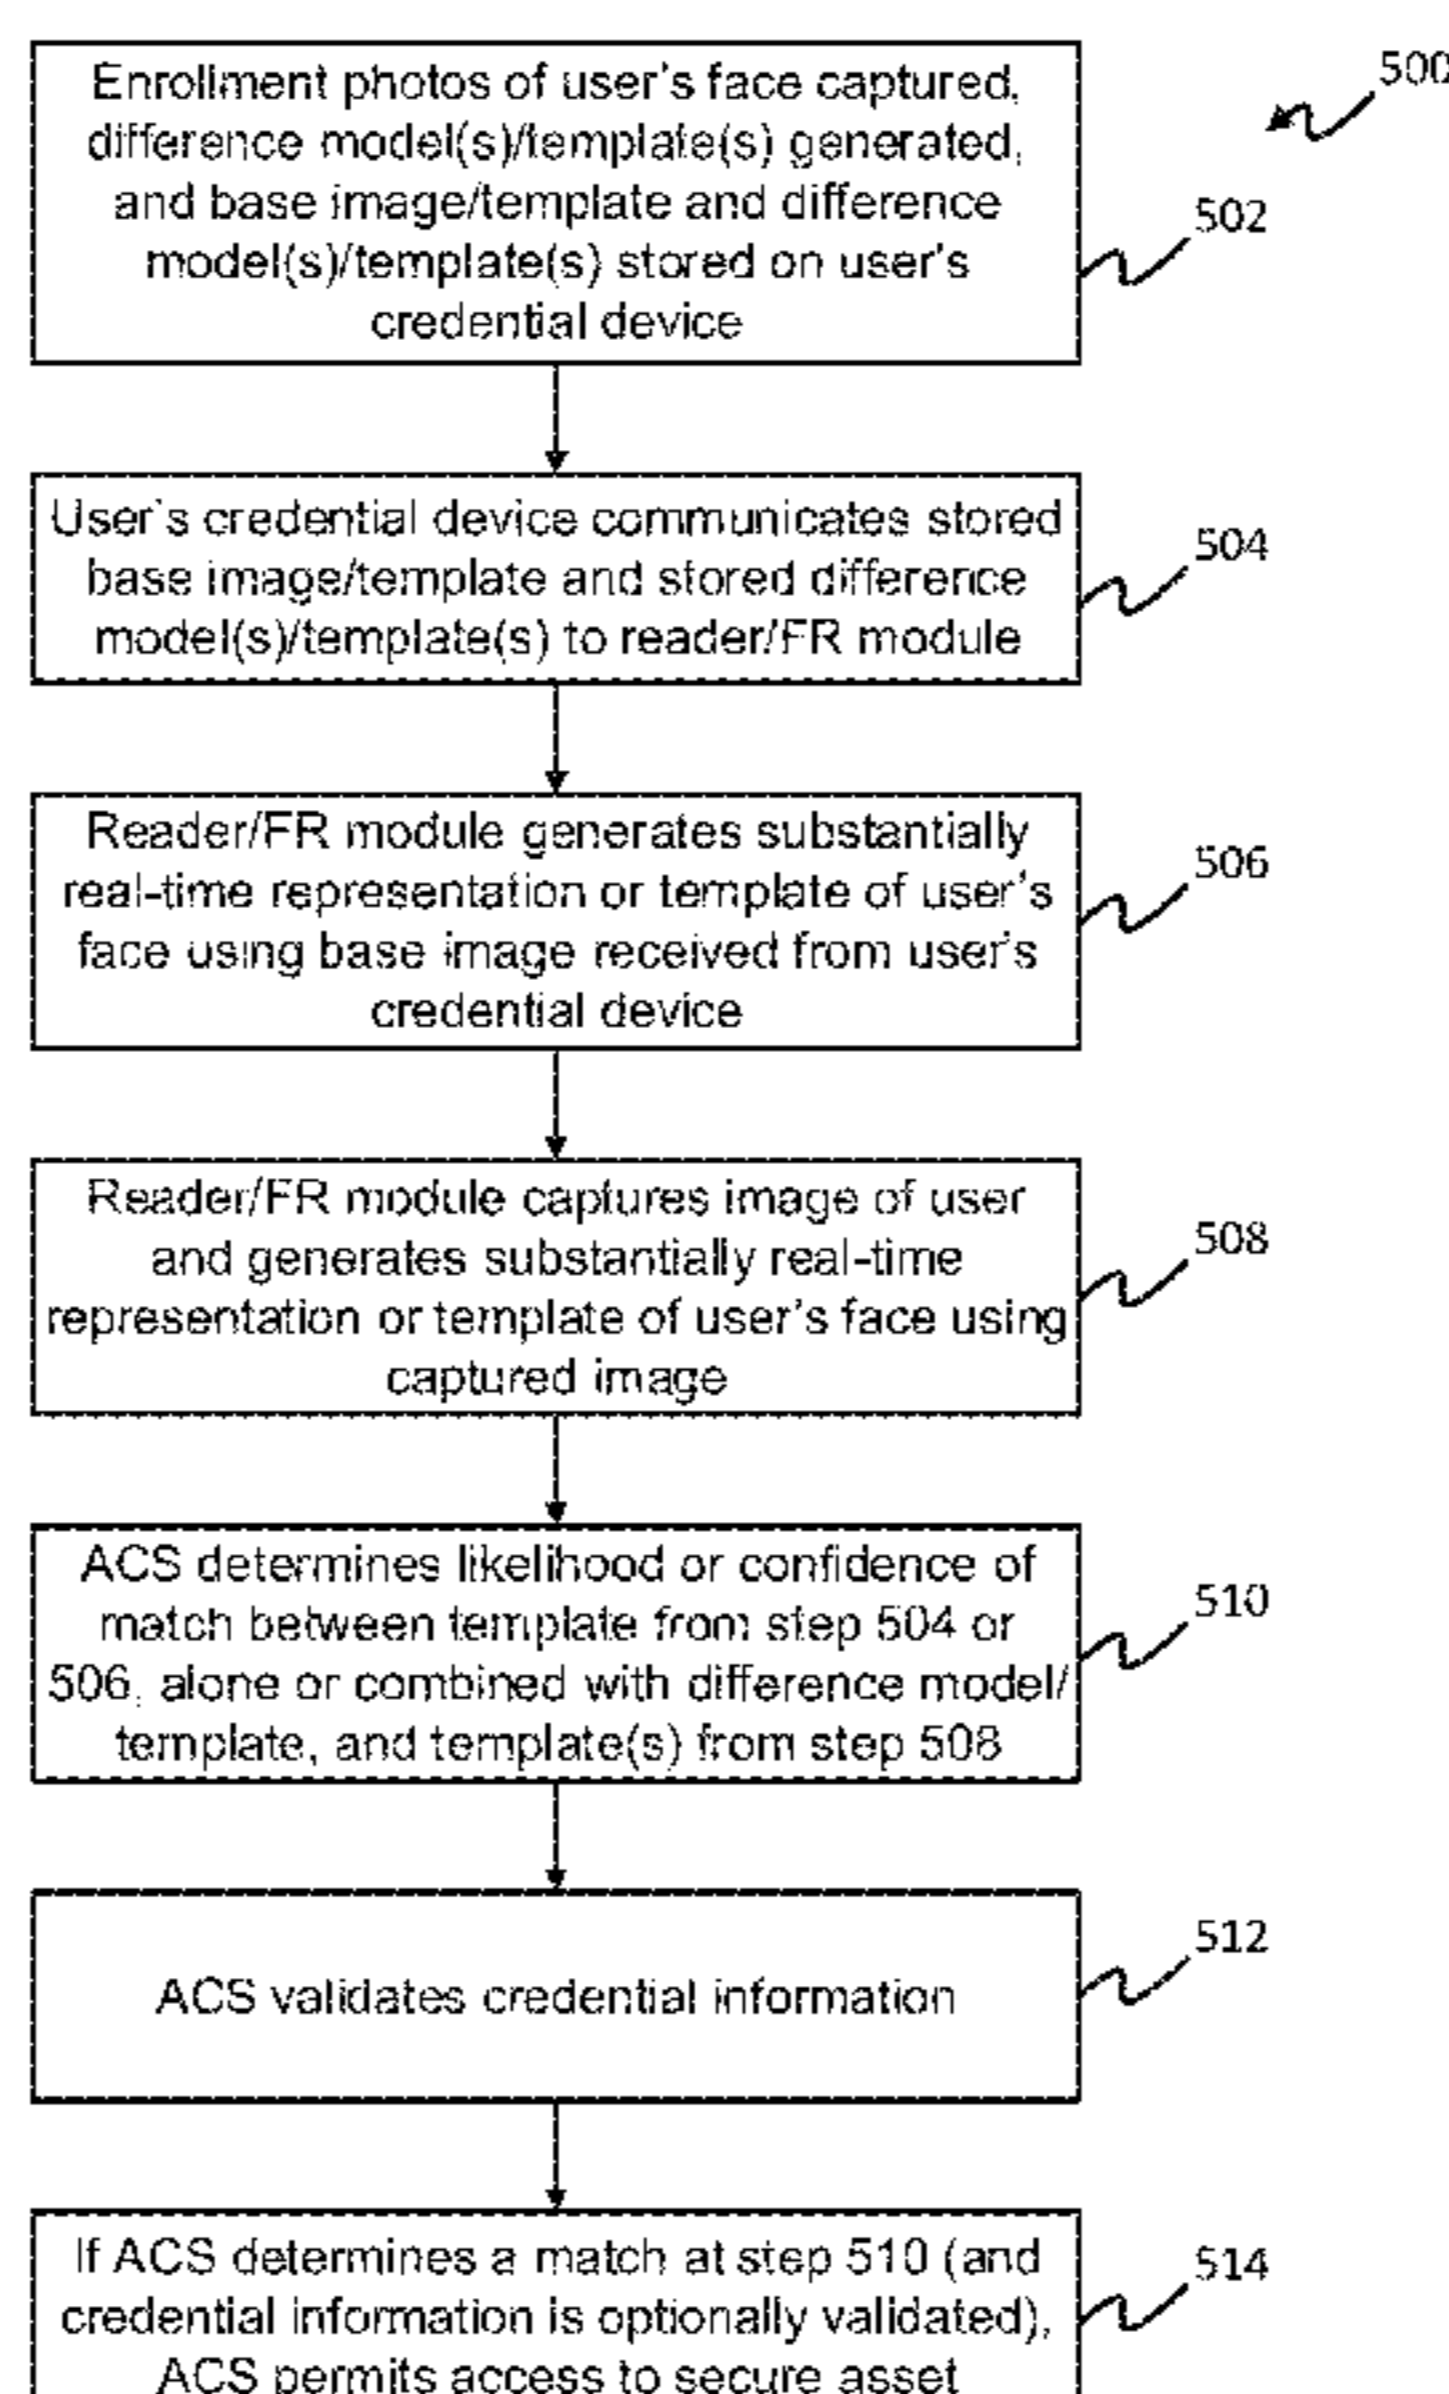 500
Enrollment photos of user's face captured,
difference model(s)/template(s) generated,
and base image/template and difference
model(s)/template(s) stored on user's
credential device
502
User's credential device communicates stored
base image/template and stored difference
model(s)/template(s) to reader/FR module
504
Reader/FR module generates substantially
real-time representation or template of user's
face using base image received from user's
credential device
506
Reader/FR module captures image of user
and generates substantially real-time
representation or template of user's face using
captured image
508
ACS determines likelihood or confidence of
match between template from step 504 or
506, alone or combined with difference model/
template, and template(s) from step 508
510
ACS validates credential information
512
If ACS determines a match at step 510 (and
credential information is optionally validated),
ACS permits access to secure asset
514